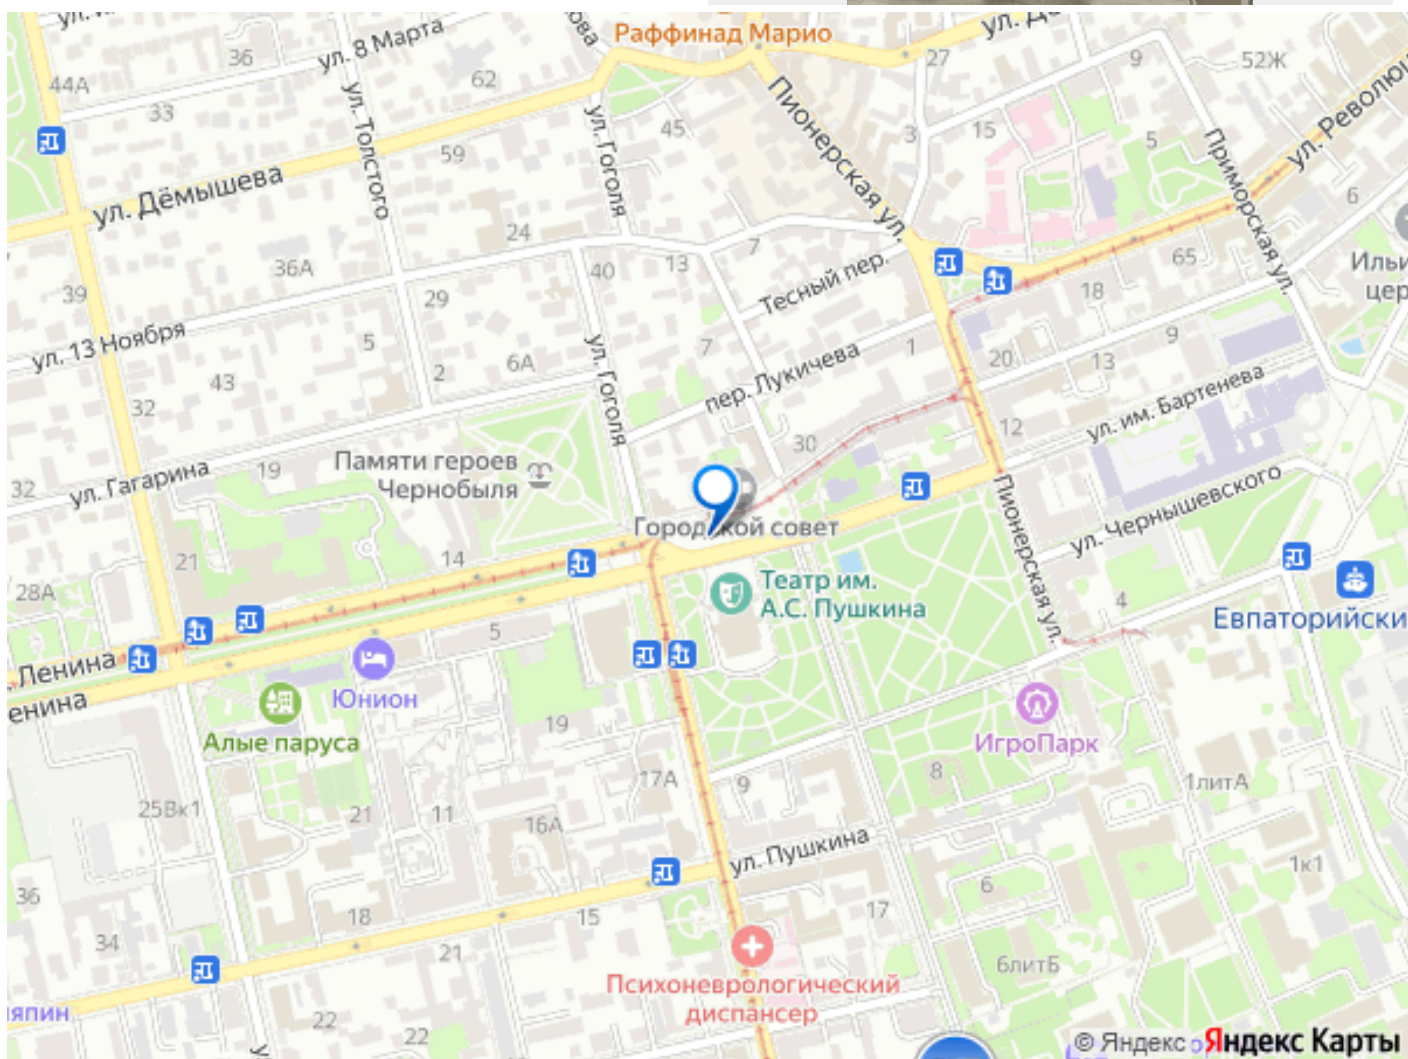 Раффинад Марио
27
9
52Ж
36
ул. 8 Марта
44А
33
62
ул. Толстого
ул. Гоголя
45
59
Пионерская ул.
3
15
5
Приморская ул.
6
ул. Дёмышева
24
7
36А
40
13
Тесный пер.
65
18
39
29
ул. 13 Ноября
5
ул. Гоголя
7
1
20
13
9
6А
2
43
пер. Лукичева
ул. им. Бартенева
32
12
30
Памяти героев
Чернобыля
19
ул. Гагарина
32
Городской совет
Пионерская ул.
ул. Чернышевского
21
14
28А
Театр им.
А.С. Пушкина
4
5
Ленина
Юнион
19
Алые паруса
ИгроПарк
17А
9
8
1литА
25Вк1
21
11
16А
ул. Пушкина
1к1
36
6
18
15
17
34
21
Психоневрологический
диспансер
6литБ
22
22
© Яндекс
Яндекс Карты